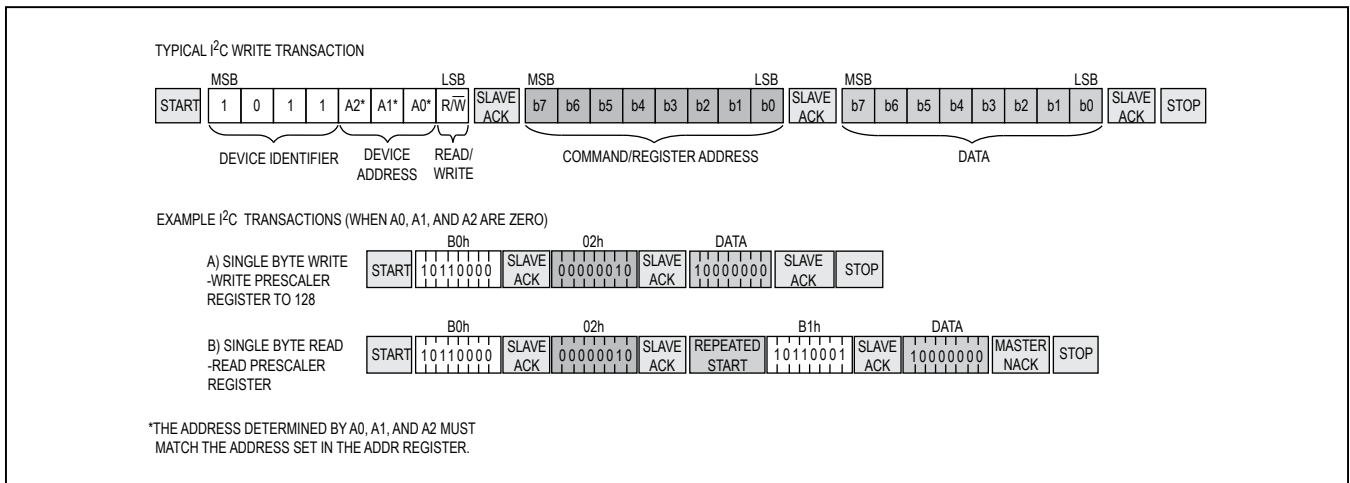 TYPICAL I2C WRITE TRANSACTION
MSB LSB MSB LSB MSB LSB
START 1 0 1 1 A2* A1* A0* R/W̅ SLAVE ACK b7 b6 b5 b4 b3 b2 b1 b0 SLAVE ACK b7 b6 b5 b4 b3 b2 b1 b0 SLAVE ACK STOP
DEVICE IDENTIFIER DEVICE ADDRESS READ/WRITE COMMAND/REGISTER ADDRESS DATA
EXAMPLE I2C TRANSACTIONS (WHEN A0, A1, AND A2 ARE ZERO)
B0h 02h DATA
A) SINGLE BYTE WRITE
-WRITE PRESCALER
REGISTER TO 128
START 10110000 SLAVE ACK 00000010 SLAVE ACK 10000000 SLAVE ACK STOP
B0h 02h B1h DATA
B) SINGLE BYTE READ
-READ PRESCALER
REGISTER
START 10110000 SLAVE ACK 00000010 SLAVE ACK REPEATED START 10110001 SLAVE ACK 10000000 MASTER NACK STOP
*THE ADDRESS DETERMINED BY A0, A1, AND A2 MUST
MATCH THE ADDRESS SET IN THE ADDR REGISTER.